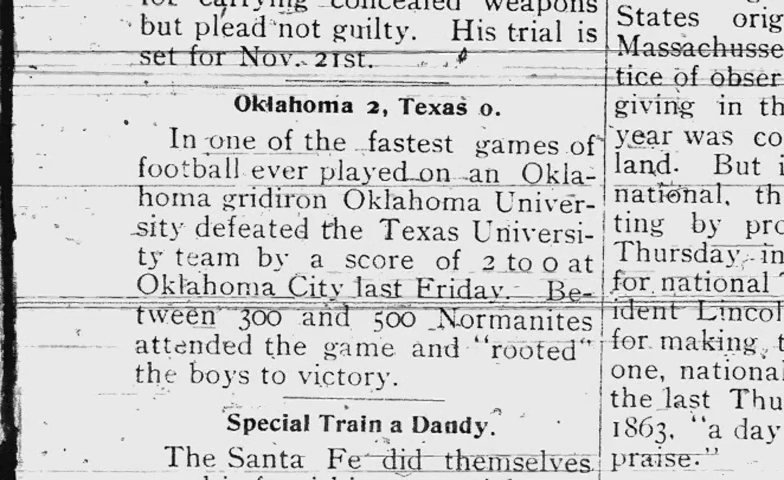 for carrying concealed weapons
but plead not guilty. His trial is
set for Nov. 21st.
Oklahoma 2, Texas 0.
In one of the fastest games of
football ever played on an Okla-
homa gridiron Oklahoma Univer-
sity defeated the Texas Universi-
ty team by a score of 2 to 0 at
Oklahoma City last Friday. Be-
tween 300 and 500 Normanites
attended the game and "rooted"
the boys to victory.
Special Train a Dandy.
The Santa Fe did themselves
States orig
Massachusse
tice of obser
giving in th
year was co
land. But i
national, th
ting by pro
Thursday in
for national
ident Lincol
for making, t
one, national
the last Thu
1863, "a day
praise."